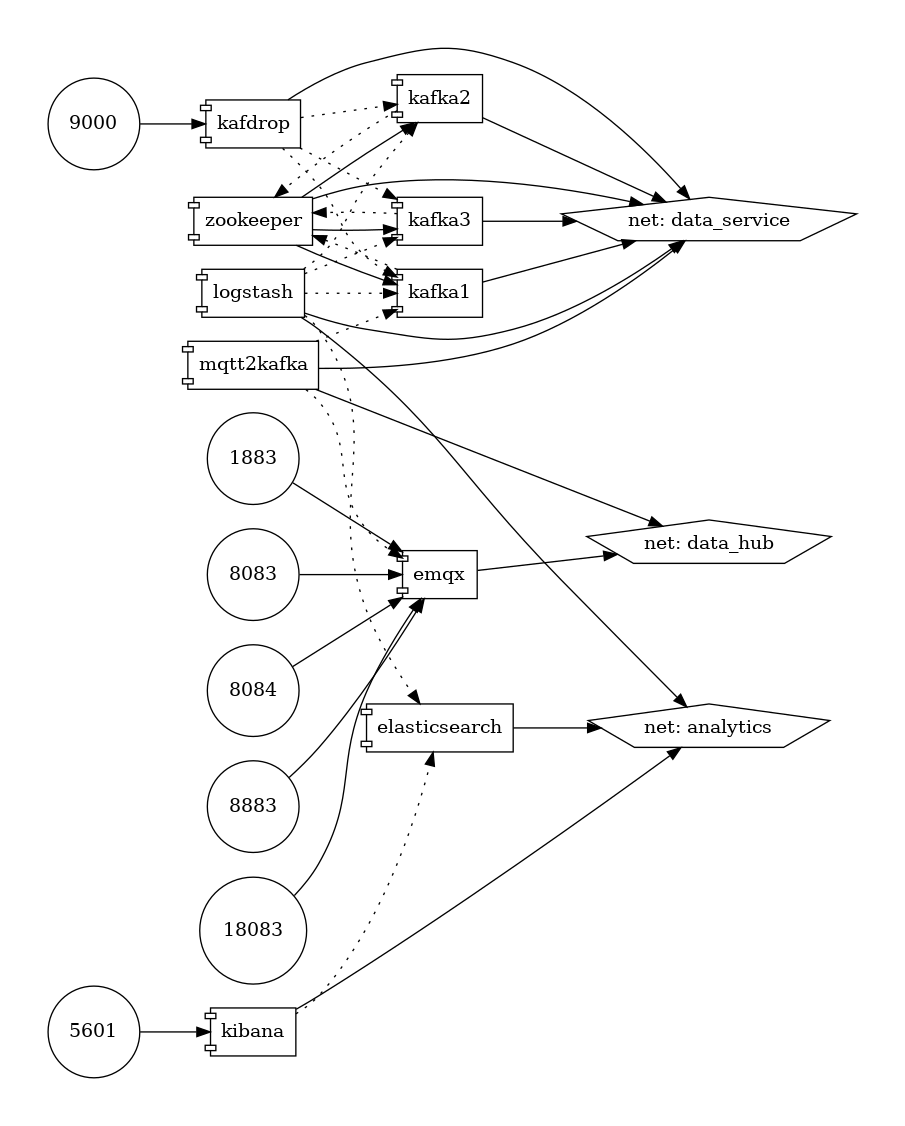 kafka2
9000
kafdrop
zookeeper
kafka3
net: data_service
logstash
kafka1
mqtt2kafka
1883
net: data_hub
8083
emqx
8084
elasticsearch
net: analytics
8883
18083
5601
kibana